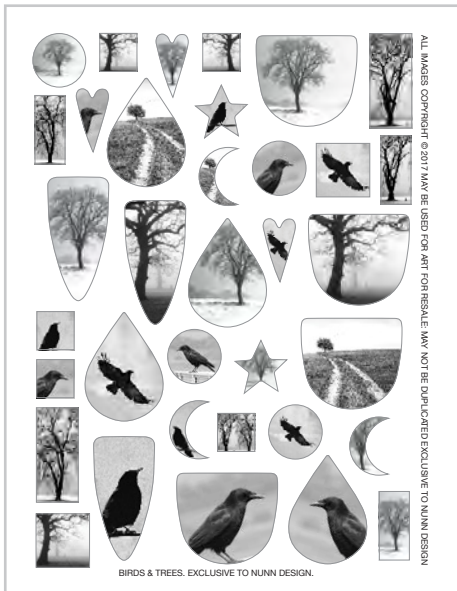 ALL IMAGES COPYRIGHT © 2017 MAY BE USED FOR ART FOR RESALE: MAY NOT BE DUPLICATED EXCLUSIVE TO NUNN DESIGN
BIRDS & TREES. EXCLUSIVE TO NUNN DESIGN.